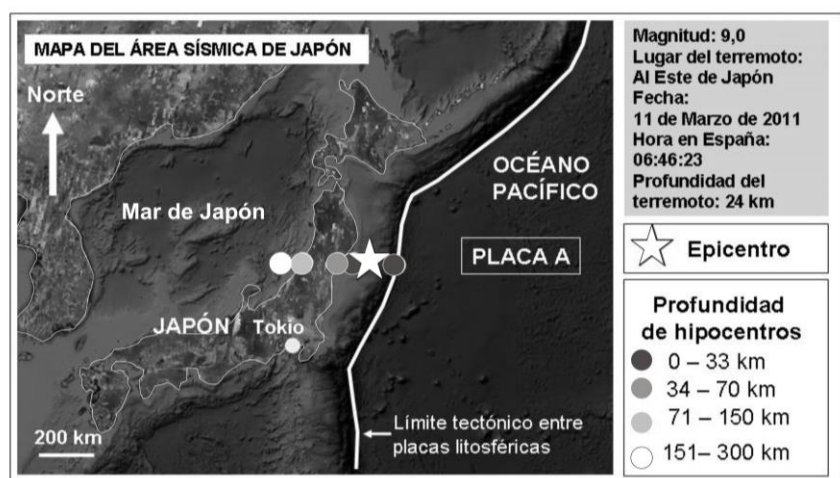 MAPA DEL ÁREA SÍSMICA DE JAPÓN
Norte
Mar de Japón
OCÉANO
PACÍFICO
PLACA A
JAPÓN
Tokio
200 km
Límite tectónico entre
placas litosféricas
Magnitud: 9,0
Lugar del terremoto:
Al Este de Japón
Fecha:
11 de Marzo de 2011
Hora en España:
06:46:23
Profundidad del
terremoto: 24 km
Epicentro
Profundidad
de hipocentros
0 – 33 km
34 – 70 km
71 – 150 km
151– 300 km